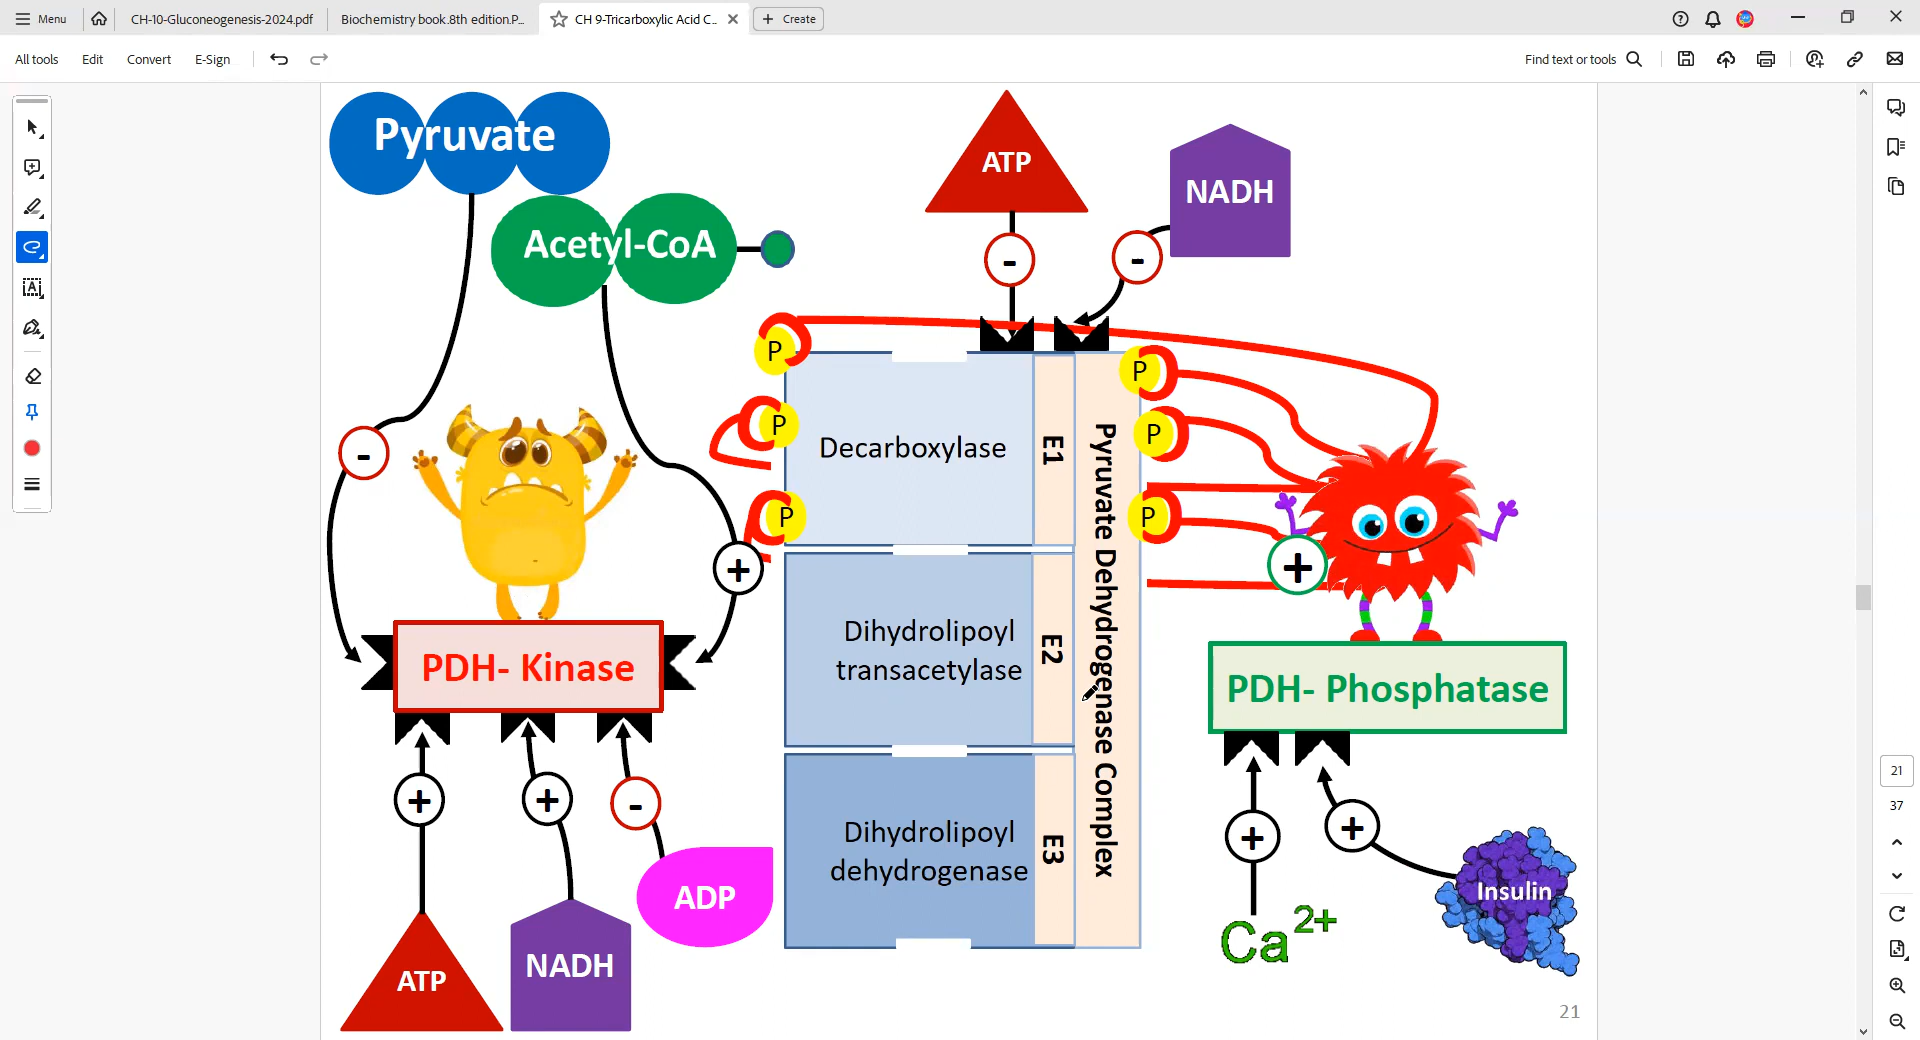 Menu
CH-10-Gluconeogenesis-2024.pdf
Biochemistry book.8th edition.P...
CH 9-Tricarboxylic Acid C...
Create
All tools
Edit
Convert
E-Sign
Find text or tools
Pyruvate
Acetyl-CoA
ATP
NADH
-
-
P
P
P
P
P
P
Decarboxylase
E1
Dihydrolipoyl
transacetylase
E2
Dihydrolipoyl
dehydrogenase
E3
Pyruvate Dehydrogenase Complex
-
+
+
PDH- Kinase
PDH- Phosphatase
+
+
-
+
+
ADP
ATP
NADH
Ca2+
Insulin
21
21
37